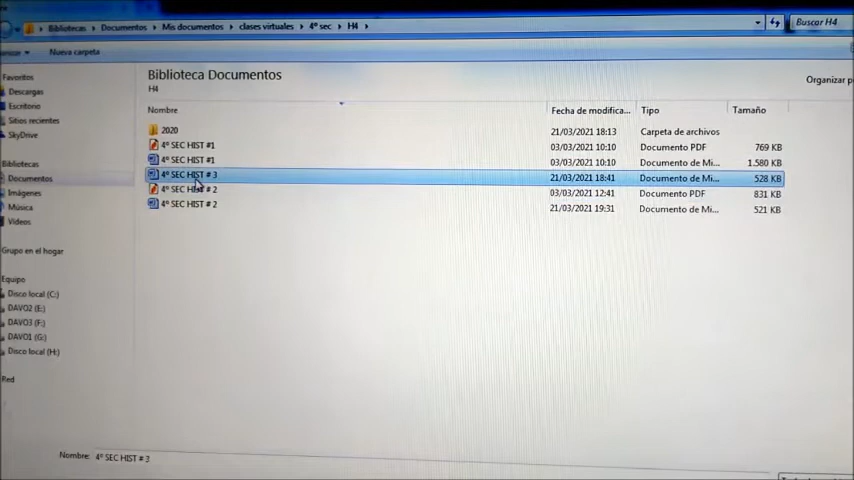 Bibliotecas ▸ Documentos ▸ Mis documentos ▸ clases virtuales ▸ 4º sec ▸ H4 ▸
Buscar H4
Nueva carpeta
Favoritos
Descargas
Escritorio
Sitios recientes
SkyDrive
Bibliotecas
Documentos
Imágenes
Música
Vídeos
Grupo en el hogar
Equipo
Disco local (C:)
DAVO2 (E:)
DAVO3 (F:)
DAVO1 (G:)
Disco local (H:)
Red
Biblioteca Documentos
H4
Organizar
Nombre Fecha de modifica... Tipo Tamaño
2020 21/03/2021 18:13 Carpeta de archivos
4º SEC HIST #1 03/03/2021 10:10 Documento PDF 769 KB
4º SEC HIST #1 03/03/2021 10:10 Documento de Mi... 1.580 KB
4º SEC HIST # 3 21/03/2021 18:41 Documento de Mi... 528 KB
4º SEC HIST # 2 03/03/2021 12:41 Documento PDF 831 KB
4º SEC HIST # 2 21/03/2021 19:31 Documento de Mi... 521 KB
Nombre: 4º SEC HIST # 3